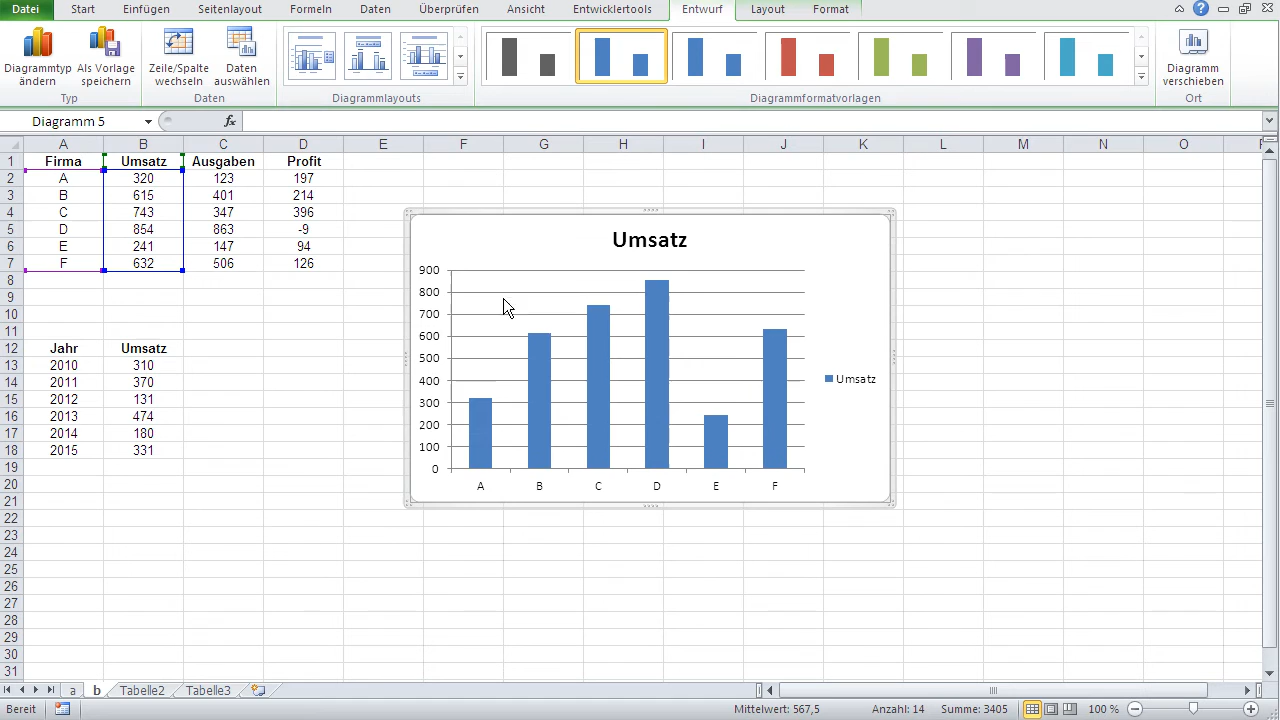 Datei Start Einfügen Seitenlayout Formeln Daten Überprüfen Ansicht Entwicklertools Entwurf Layout Format
Diagrammtyp ändern
Als Vorlage speichern
Zeile/Spalte wechseln
Daten auswählen
Diagramm verschieben
Typ Daten Diagrammlayouts Diagrammformatvorlagen Ort
Diagramm 5 fx
A B C D E F G H I J K L M N O
1 Firma Umsatz Ausgaben Profit
2 A 320 123 197
3 B 615 401 214
4 C 743 347 396
5 D 854 863 -9
6 E 241 147 94
7 F 632 506 126
8
9
10
11
12 Jahr Umsatz
13 2010 310
14 2011 370
15 2012 131
16 2013 474
17 2014 180
18 2015 331
19
20
21
22
23
24
25
26
27
28
29
30
31
Umsatz
900
800
700
600
500
400
300
200
100
0
A B C D E F
Umsatz
a b Tabelle2 Tabelle3
Bereit Mittelwert: 567,5 Anzahl: 14 Summe: 3405 100 %